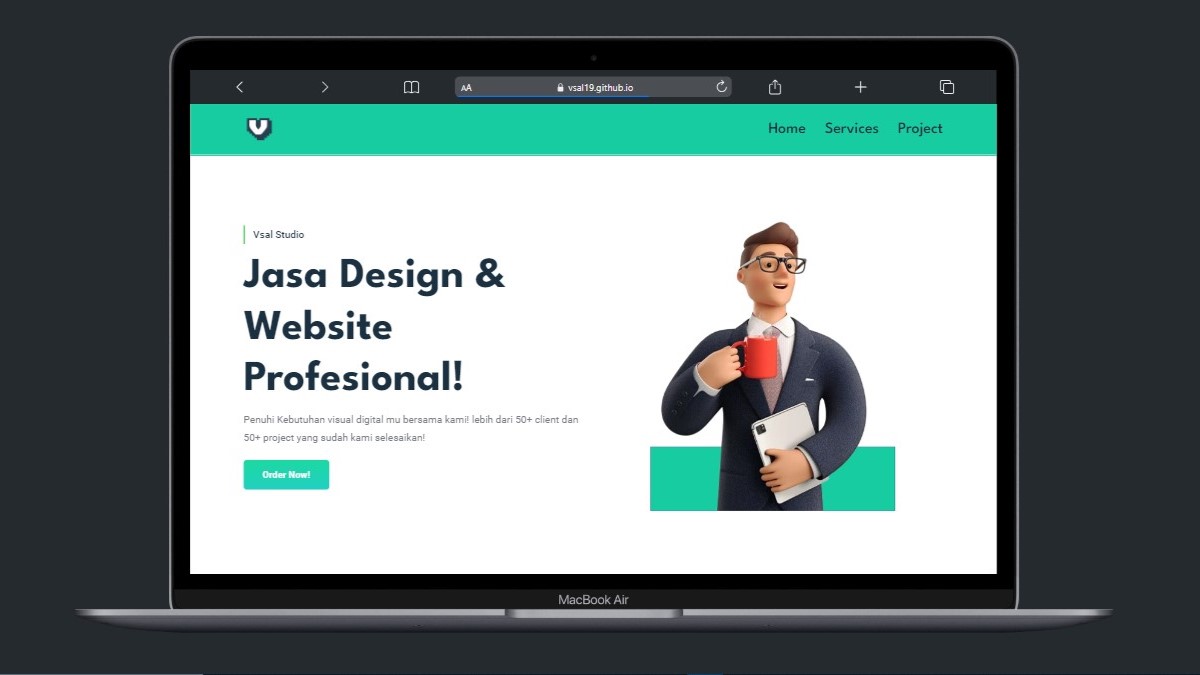 AA vsal19.github.io
Home Services Project
Vsal Studio
Jasa Design &
Website
Profesional!
Penuhi Kebutuhan visual digital mu bersama kami! lebih dari 50+ client dan
50+ project yang sudah kami selesaikan!
Order Now!
MacBook Air